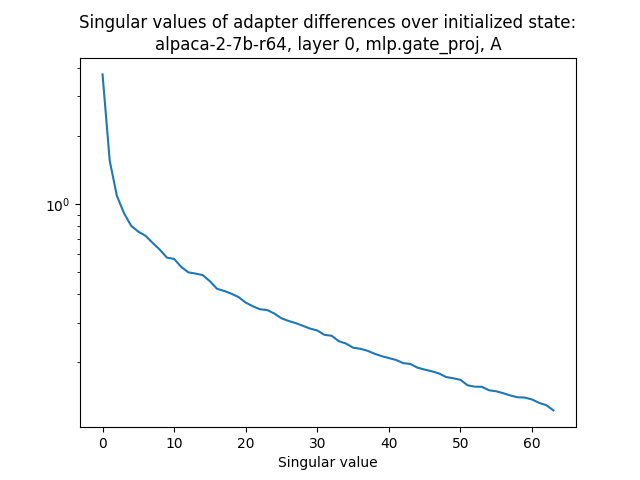 Singular values of adapter differences over initialized state:
alpaca-2-7b-r64, layer 0, mlp.gate_proj, A
10⁰
0 10 20 30 40 50 60
Singular value